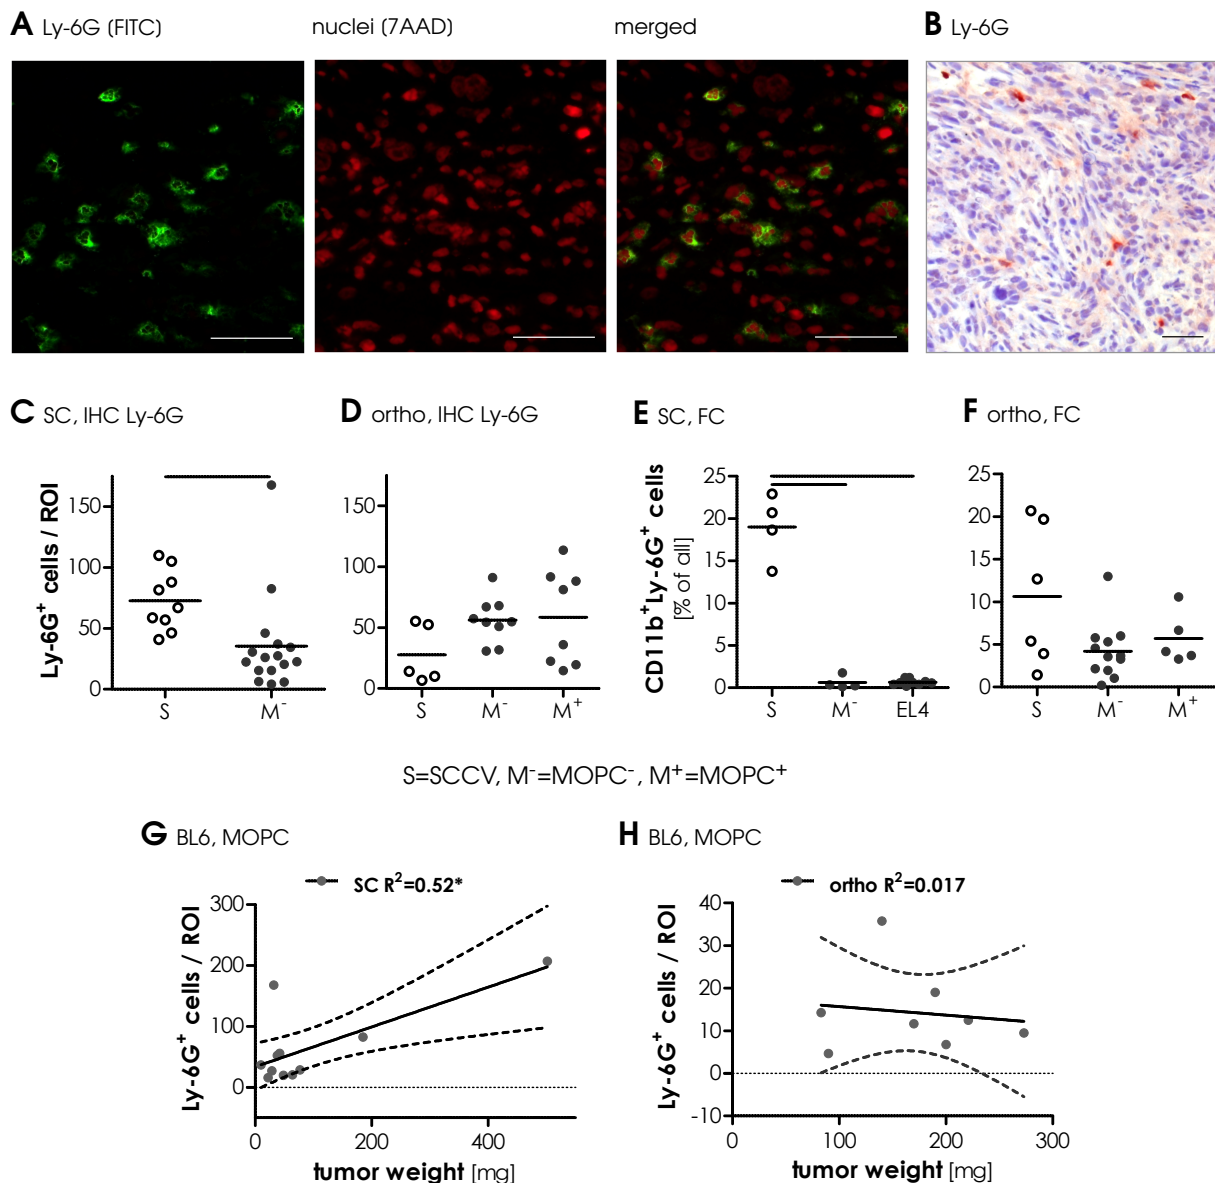 A Ly-6G (FITC) nuclei (7AAD) merged B Ly-6G
C SC, IHC Ly-6G D ortho, IHC Ly-6G E SC, FC F ortho, FC
Ly-6G⁺ cells / ROI
150
100
50
0
S M⁻
150
100
50
0
S M⁻ M⁺
CD11b⁺Ly-6G⁺ cells
[% of all]
25
20
15
10
5
0
S M⁻ EL4
25
20
15
10
5
0
S M⁻ M⁺
S=SCCV, M⁻=MOPC⁻, M⁺=MOPC⁺
G BL6, MOPC
SC R²=0.52*
Ly-6G⁺ cells / ROI
300
200
100
0
0 200 400
tumor weight [mg]
H BL6, MOPC
ortho R²=0.017
Ly-6G⁺ cells / ROI
40
30
20
10
0
-10
0 100 200 300
tumor weight [mg]